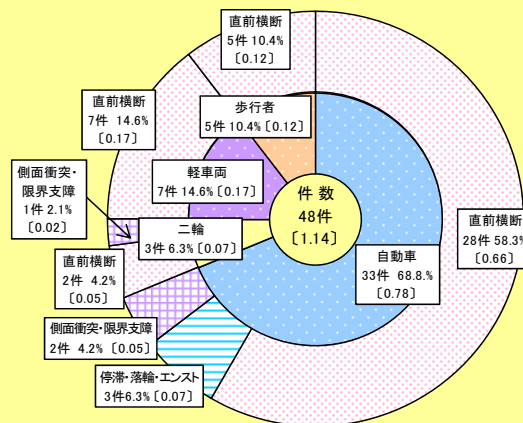 直前横断
5件 10.4%
[0.12]
直前横断
7件 14.6%
[0.17]
歩行者
5件 10.4% [0.12]
側面衝突・
限界支障
1件 2.1%
[0.02]
軽車両
7件 14.6% [0.17]
件 数
48件
[1.14]
二輪
3件 6.3% [0.07]
直前横断
28件 58.3%
[0.66]
自動車
33件 68.8.%
[0.78]
直前横断
2件 4.2%
[0.05]
側面衝突・限界支障
2件 4.2% [0.05]
停滞・落輪・エンスト
3件6.3% [0.07]